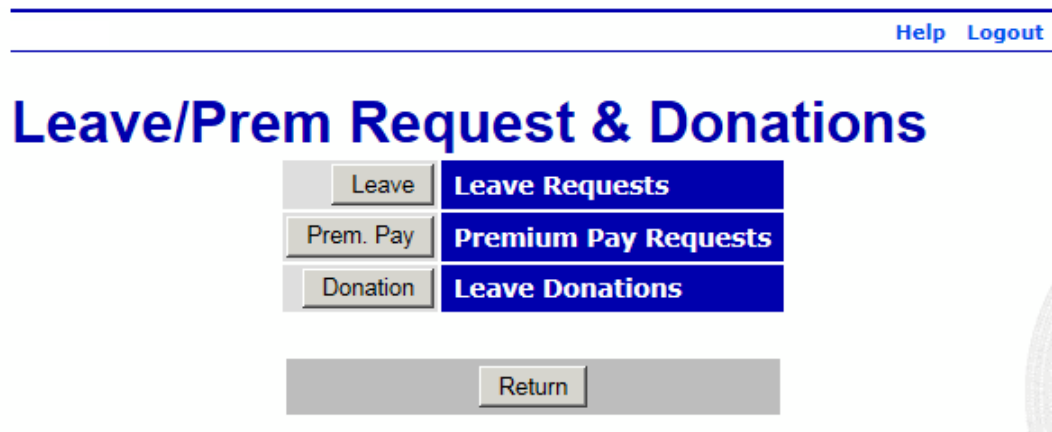 Help Logout
Leave/Prem Request & Donations
Leave Leave Requests
Prem. Pay Premium Pay Requests
Donation Leave Donations
Return